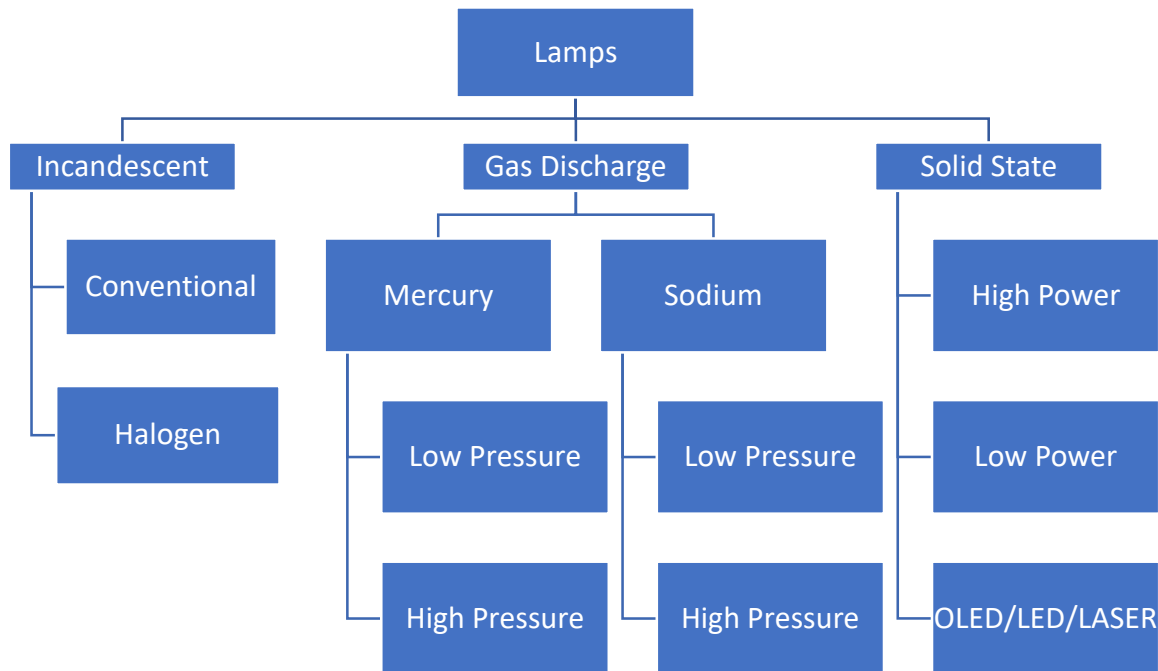 Lamps
Incandescent
Gas Discharge
Solid State
Conventional
Mercury
Sodium
High Power
Halogen
Low Pressure
Low Pressure
Low Power
High Pressure
High Pressure
OLED/LED/LASER